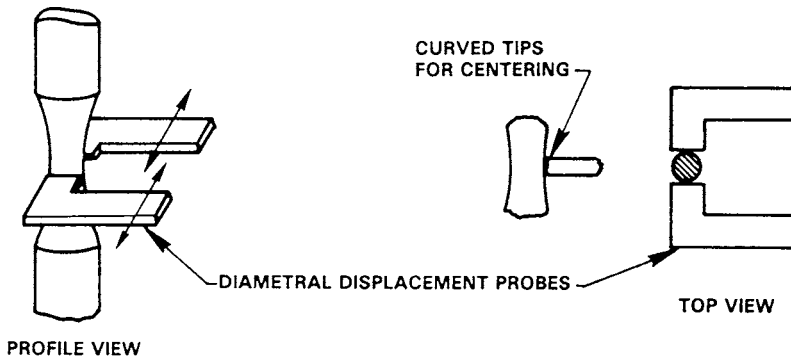 CURVED TIPS
FOR CENTERING
DIAMETRAL DISPLACEMENT PROBES
TOP VIEW
PROFILE VIEW